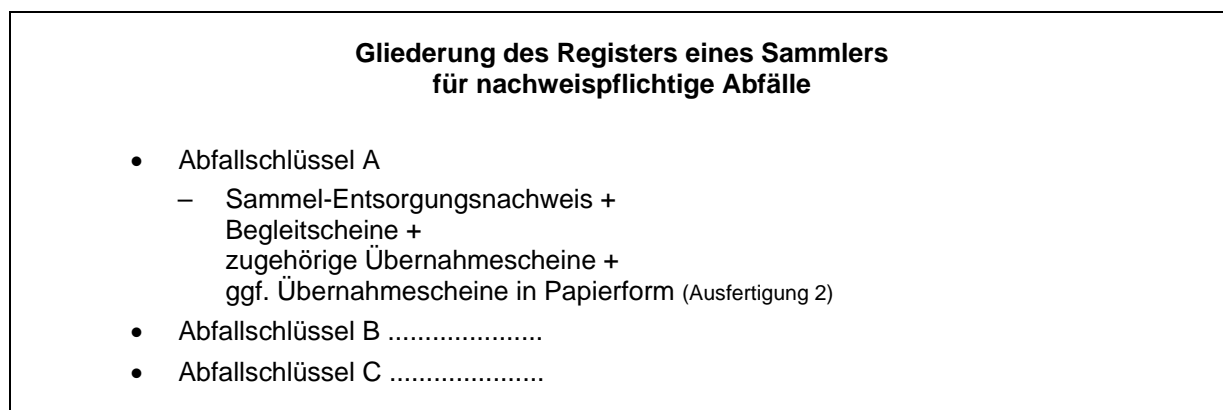 Gliederung des Registers eines Sammlers
für nachweispflichtige Abfälle
• Abfallschlüssel A
– Sammel-Entsorgungsnachweis +
Begleitscheine +
zugehörige Übernahmescheine +
ggf. Übernahmescheine in Papierform (Ausfertigung 2)
• Abfallschlüssel B .....................
• Abfallschlüssel C .....................